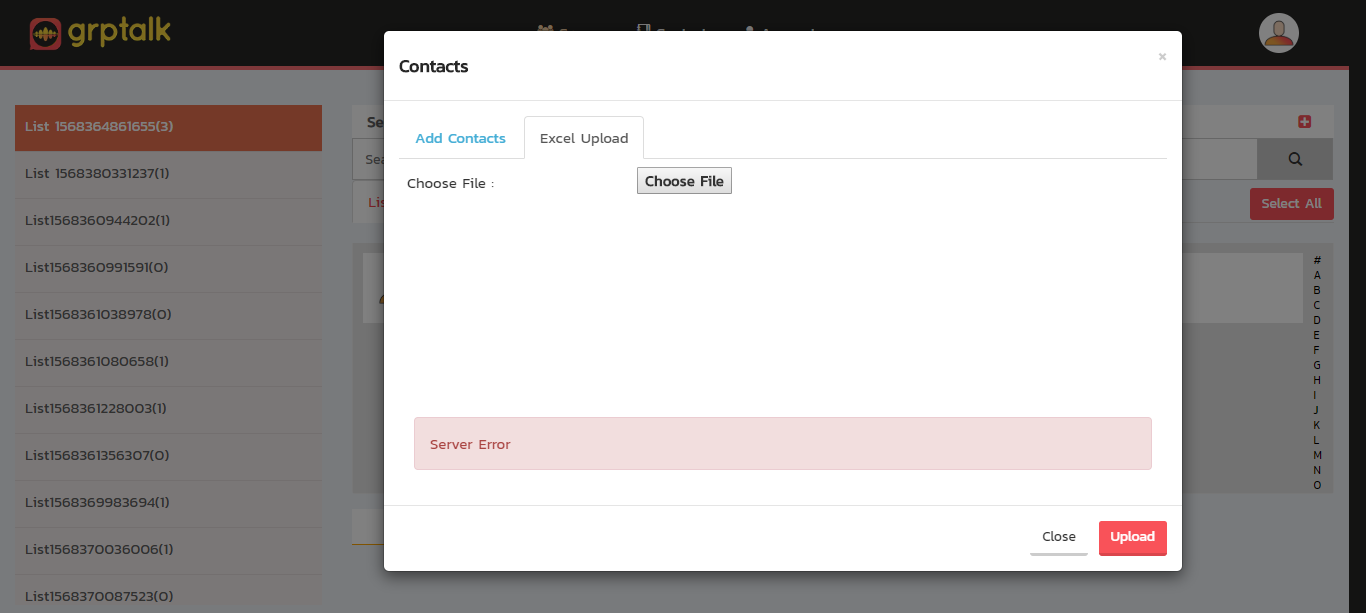 grptalk
Contacts
×
Add Contacts
Excel Upload
Choose File :
Choose File
Server Error
Close
Upload
List 1568364861655(3)
List 1568380331237(1)
List1568360944202(1)
List1568360991591(0)
List1568361038978(0)
List1568361080658(1)
List1568361228003(1)
List1568361356307(0)
List1568369983694(1)
List1568370036006(1)
List1568370087523(0)
Select All
#
A
B
C
D
E
F
G
H
I
J
K
L
M
N
O